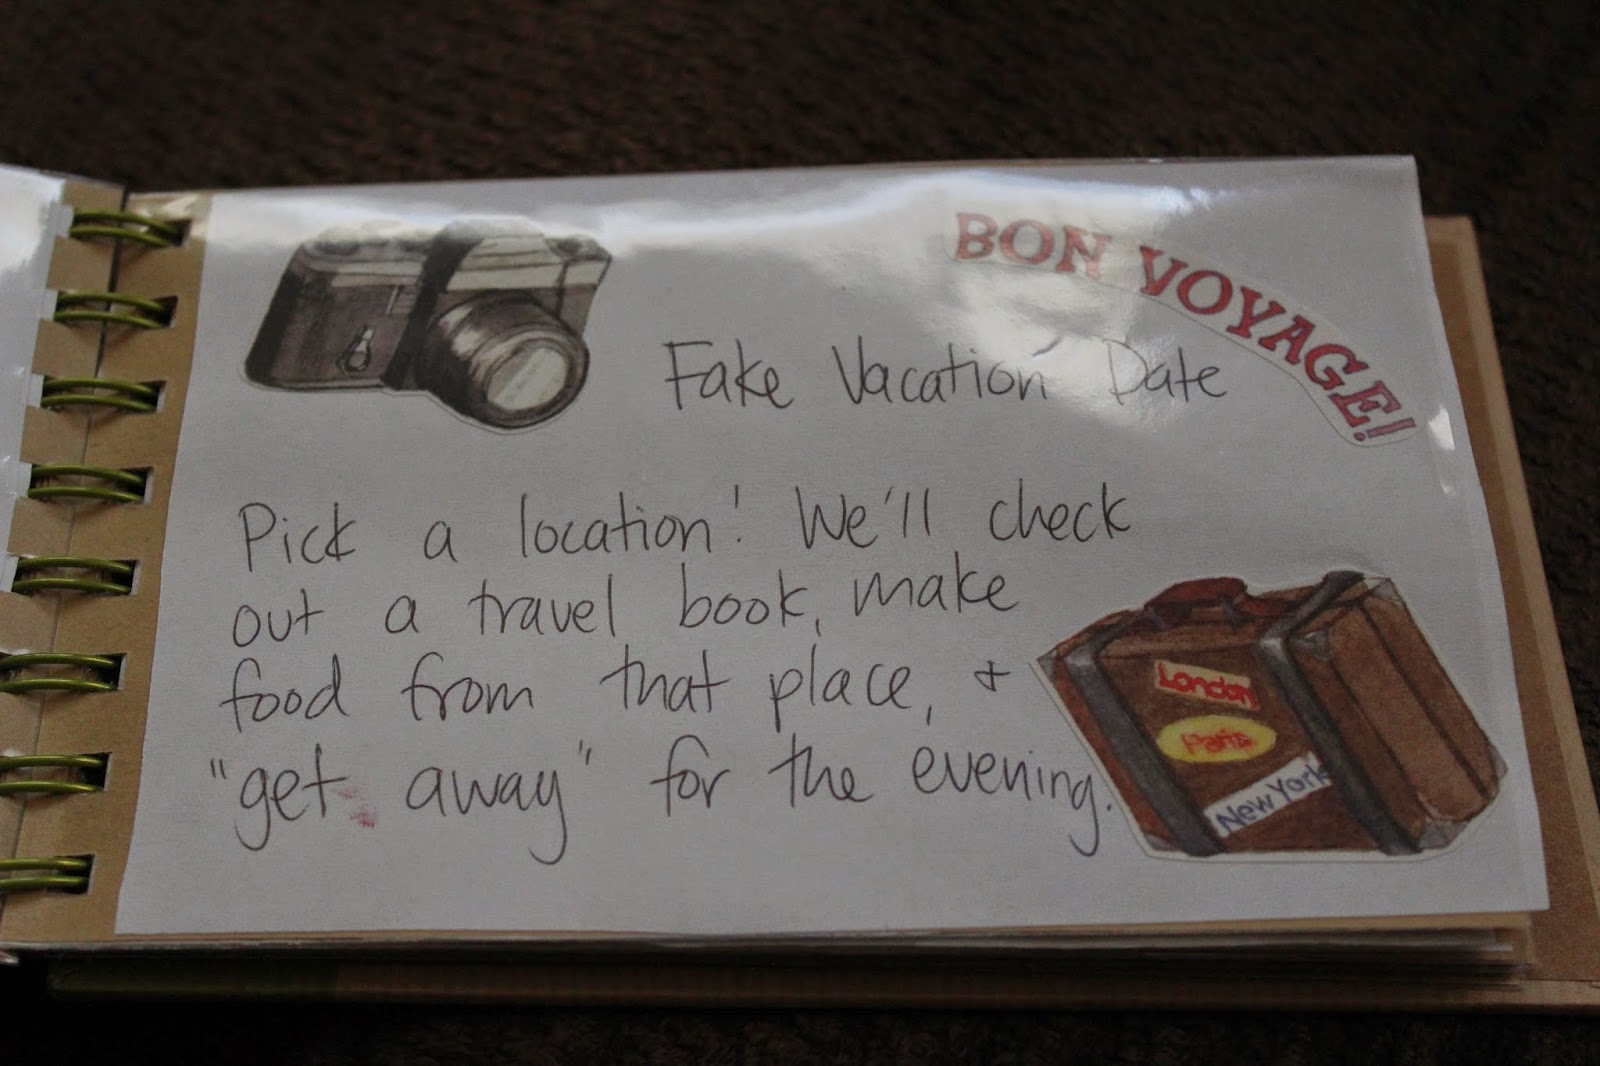 BON VOYAGE!
Fake Vacation Date
Pick a location! We'll check
out a travel book, make
food from that place, +
"get away" for the evening.
London
Paris
New York